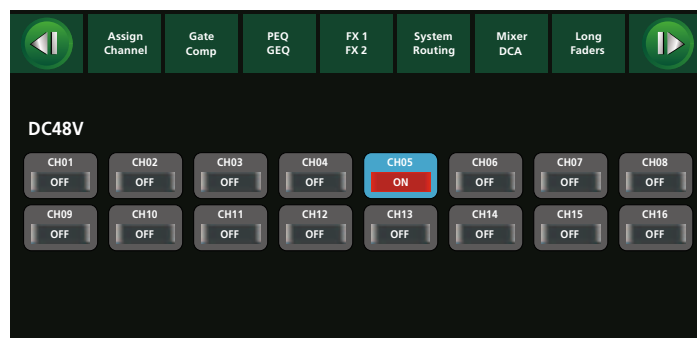 Assign Gate PEQ FX 1 System Mixer Long
Channel Comp GEQ FX 2 Routing DCA Faders
DC48V
CH01 CH02 CH03 CH04 CH05 CH06 CH07 CH08
OFF OFF OFF OFF ON OFF OFF OFF
CH09 CH10 CH11 CH12 CH13 CH14 CH15 CH16
OFF OFF OFF OFF OFF OFF OFF OFF